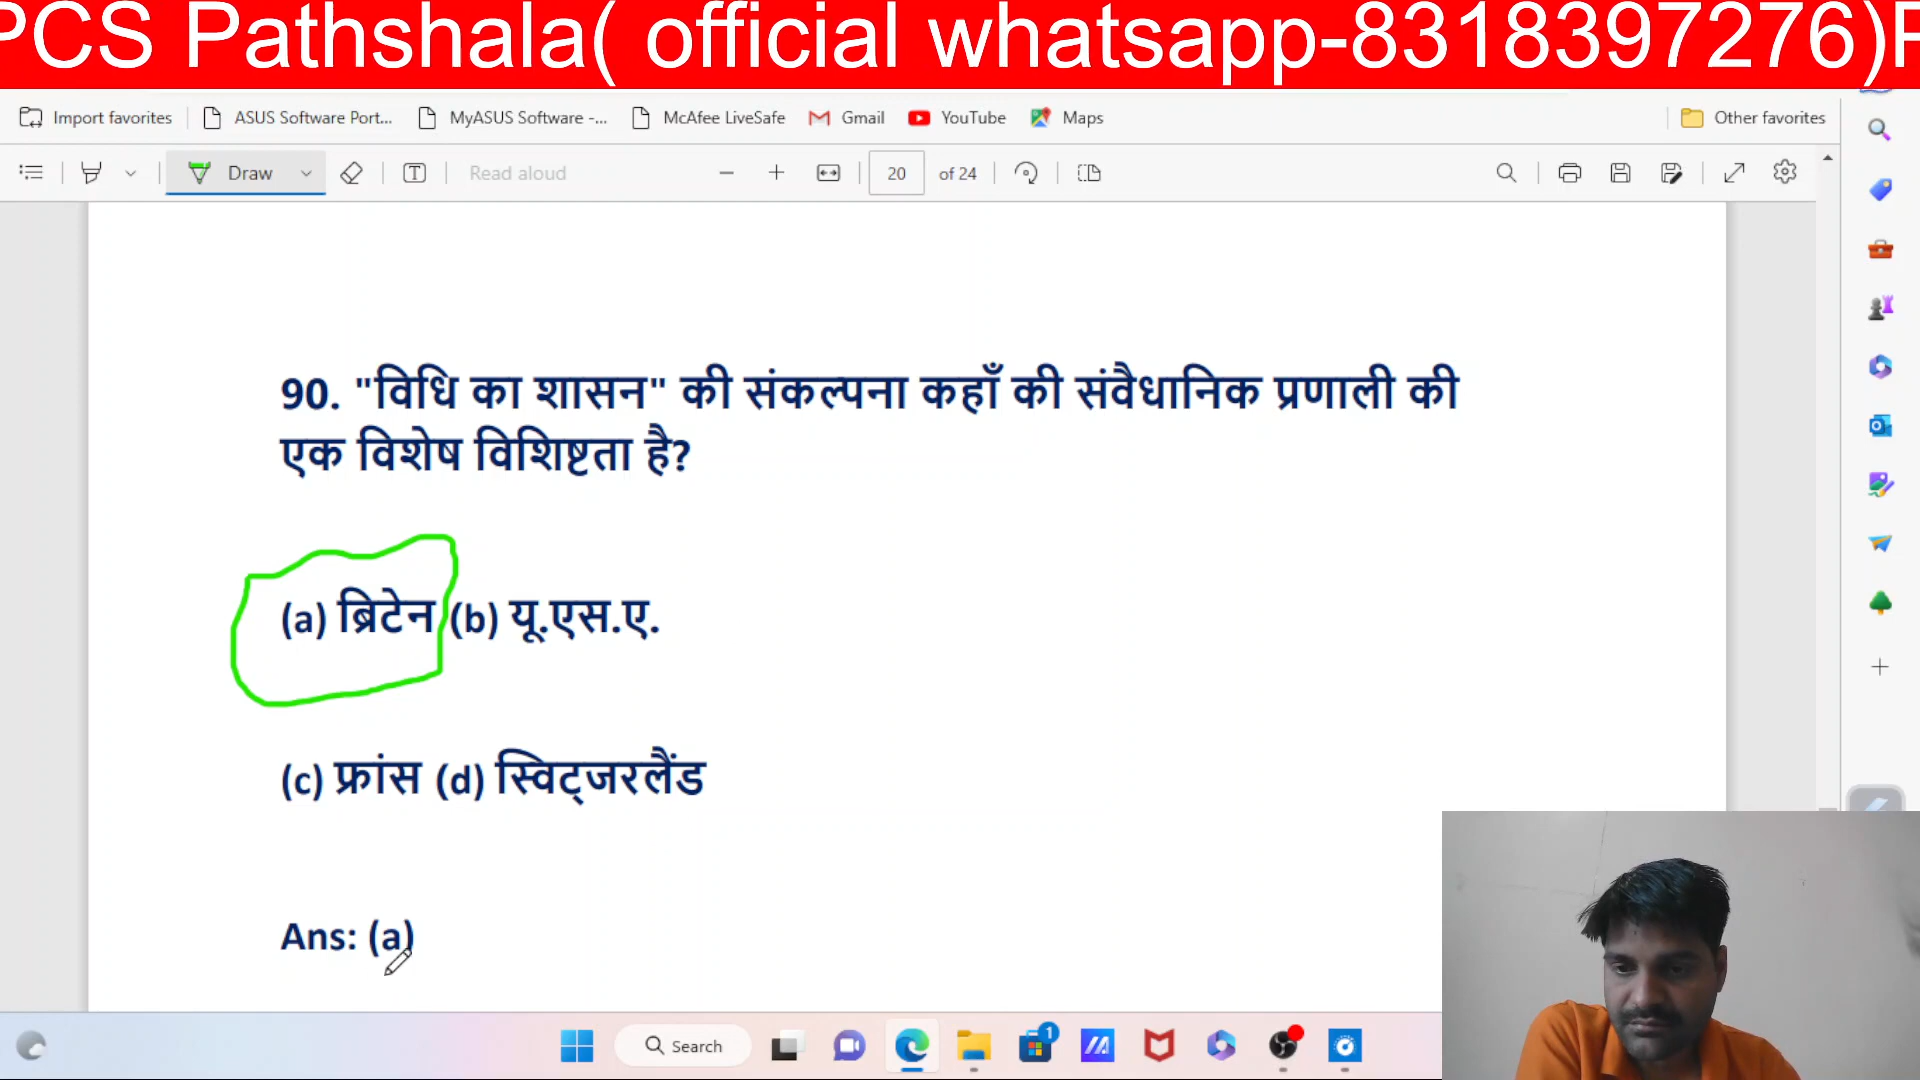 PCS Pathshala( official whatsapp-8318397276)P
Import favorites ASUS Software Port... MyASUS Software -... McAfee LiveSafe Gmail YouTube Maps Other favorites
Draw Read aloud 20 of 24
90. "विधि का शासन" की संकल्पना कहाँ की संवैधानिक प्रणाली की
एक विशेष विशिष्टता है?
(a) ब्रिटेन (b) यू.एस.ए.
(c) फ्रांस (d) स्विट्जरलैंड
Ans: (a)
Search 1